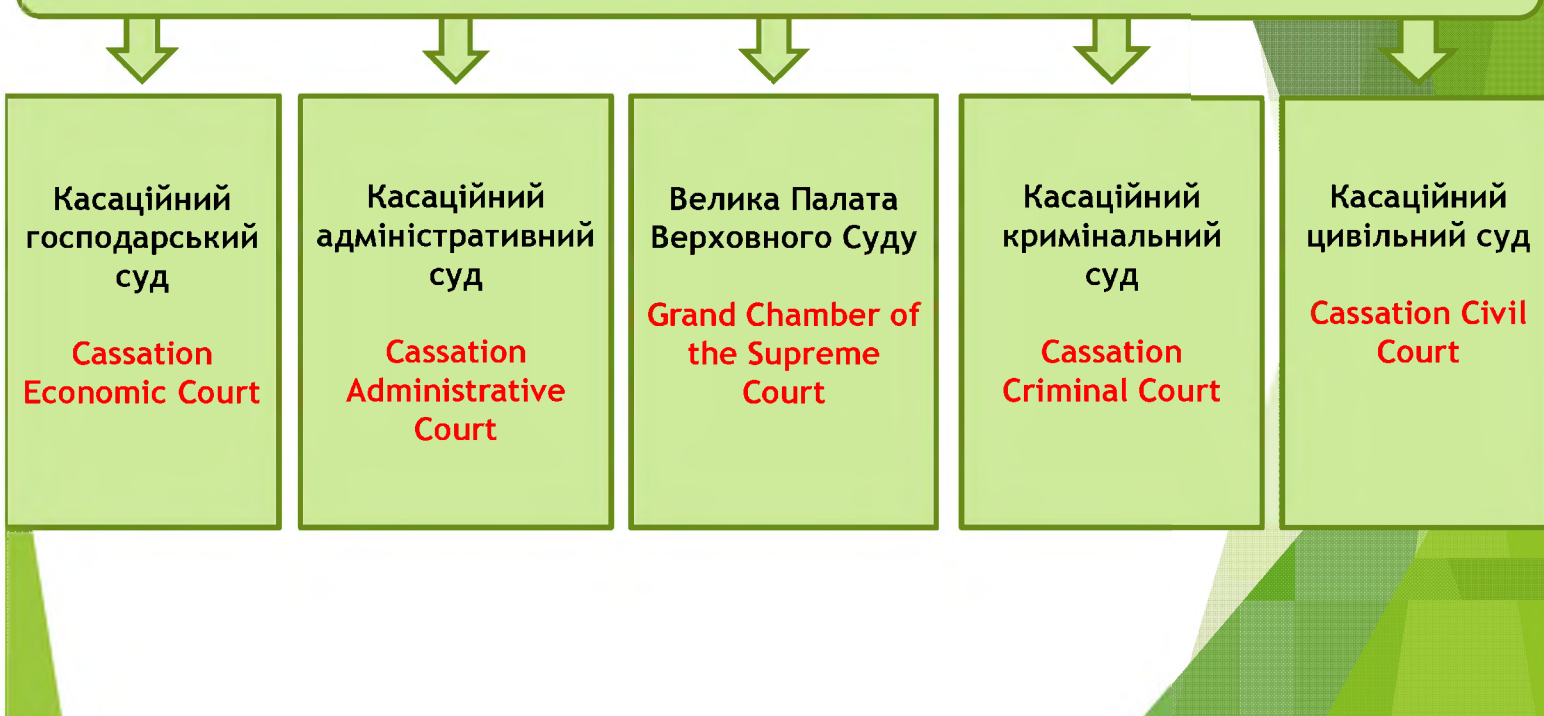 Касаційний
господарський
суд
Cassation
Economic Court
Касаційний
адміністративний
суд
Cassation
Administrative
Court
Велика Палата
Верховного Суду
Grand Chamber of
the Supreme
Court
Касаційний
кримінальний
суд
Cassation
Criminal Court
Касаційний
цивільний суд
Cassation Civil
Court